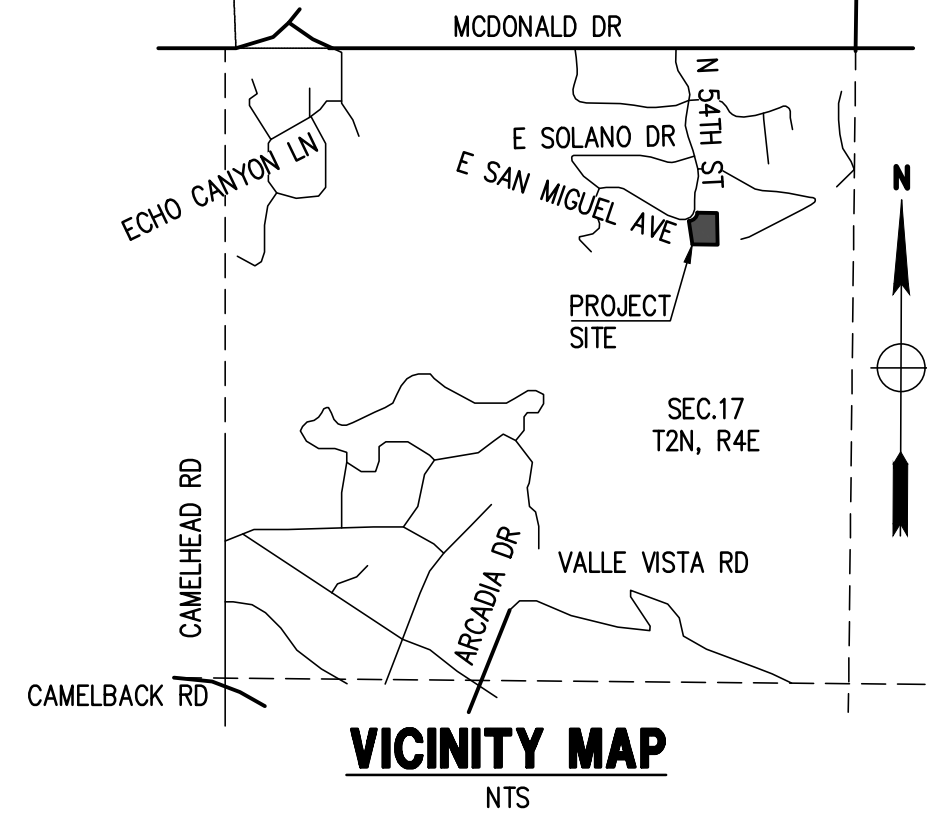 MCDONALD DR
N 54TH ST
E SOLANO DR
E SAN MIGUEL AVE
ECHO CANYON LN
N
PROJECT
SITE
SEC.17
T2N, R4E
CAMELHEAD RD
ARCADIA DR
VALLE VISTA RD
CAMELBACK RD
VICINITY MAP
NTS